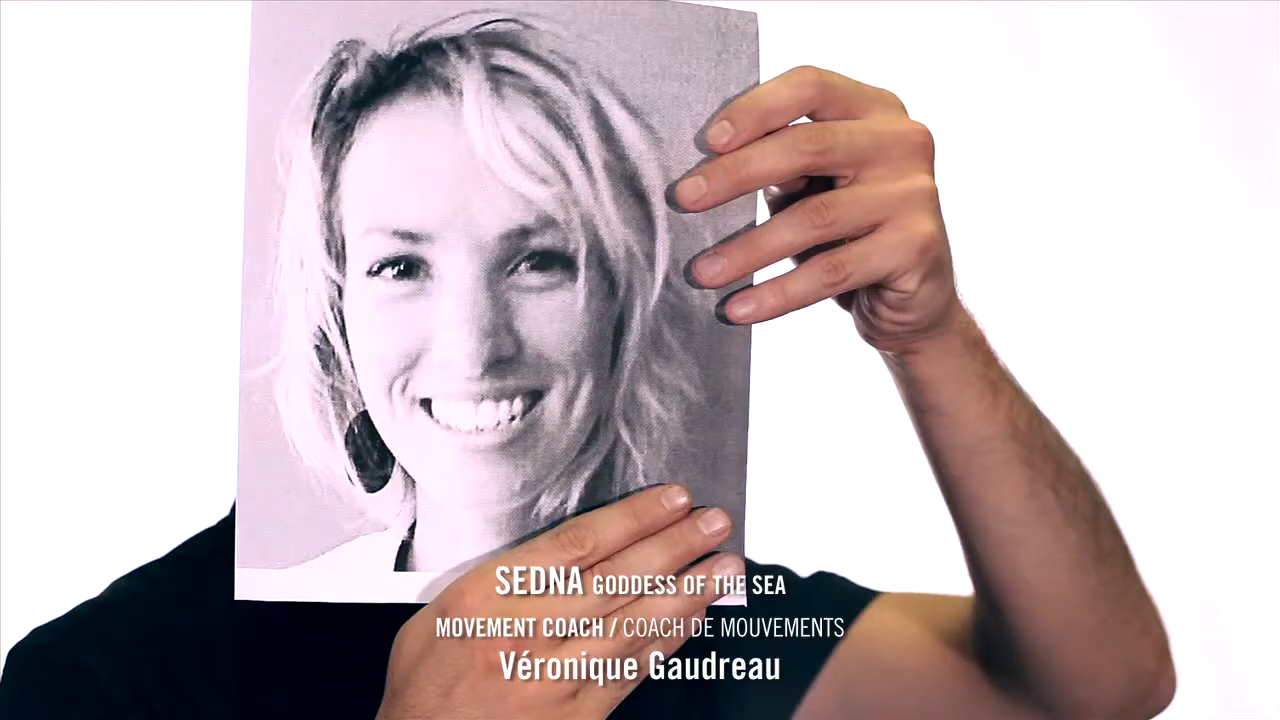 SEDNA GODDESS OF THE SEA
MOVEMENT COACH / COACH DE MOUVEMENTS
Véronique Gaudreau